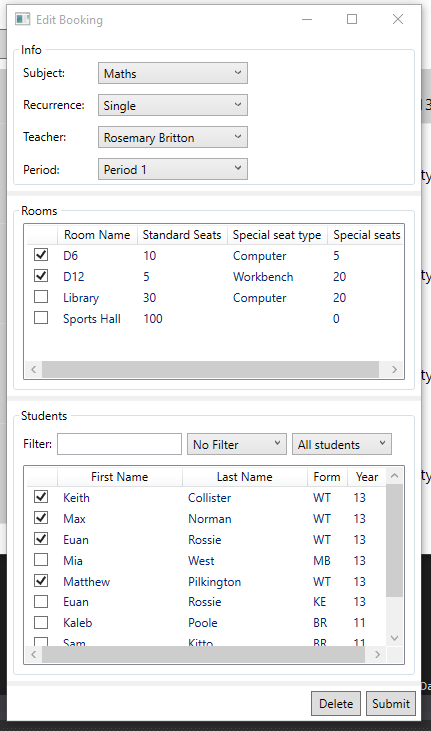 Edit Booking
Info
Subject: Maths
Recurrence: Single
Teacher: Rosemary Britton
Period: Period 1
Rooms
Room Name Standard Seats Special seat type Special seats
D6 10 Computer 5
D12 5 Workbench 20
Library 30 Computer 20
Sports Hall 100 0
Students
Filter: No Filter All students
First Name Last Name Form Year
Keith Collister WT 13
Max Norman WT 13
Euan Rossie WT 13
Mia West MB 13
Matthew Pilkington WT 13
Euan Rossie KE 13
Kaleb Poole BR 11
Sam Kitto BR 11
Delete Submit